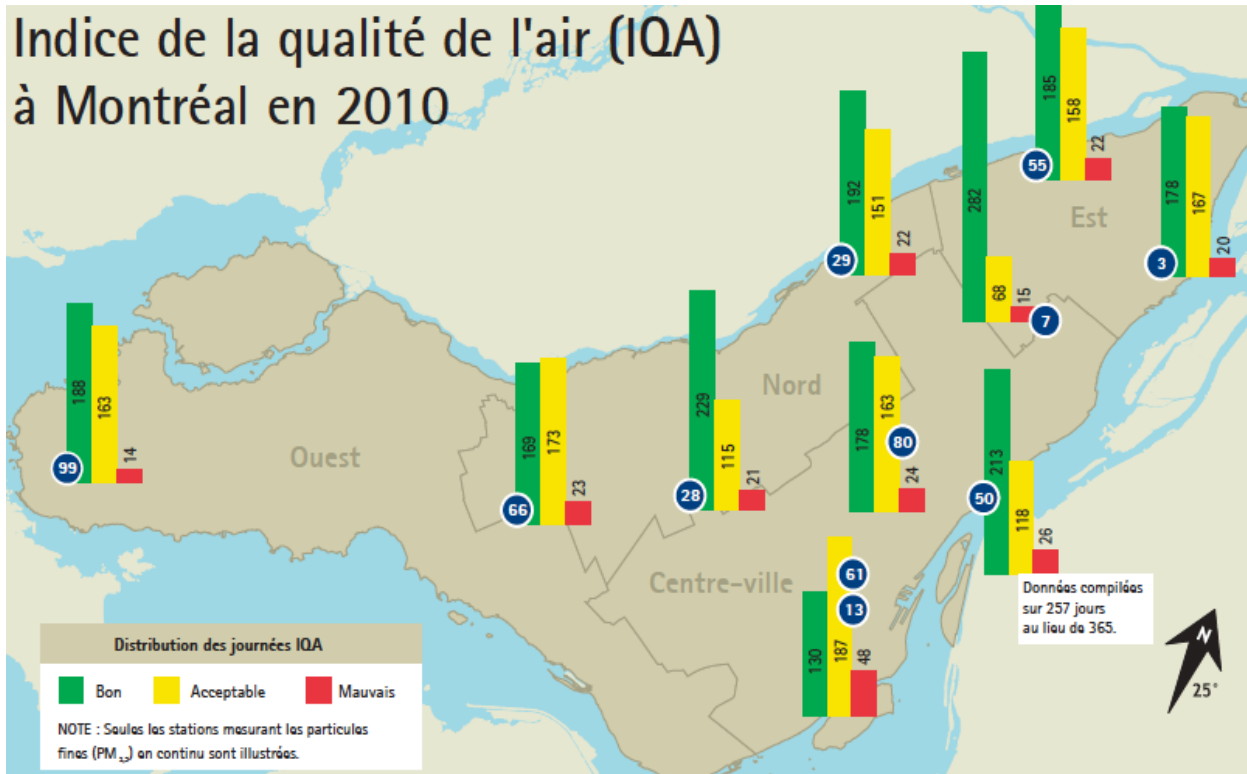 Indice de la qualité de l'air (IQA)
à Montréal en 2010
185
158
22
55
Est
178
167
20
3
192
151
22
29
282
68
15
7
188
163
14
99
Ouest
169
173
23
66
229
115
21
28
Nord
178
163
80
24
213
118
26
50
Données compilées
sur 257 jours
au lieu de 365.
Centre-ville
61
13
130
187
48
N
25°
Distribution des journées IQA
Bon
Acceptable
Mauvais
NOTE : Seules les stations mesurant les particules
fines (PM2,5) en continu sont illustrées.